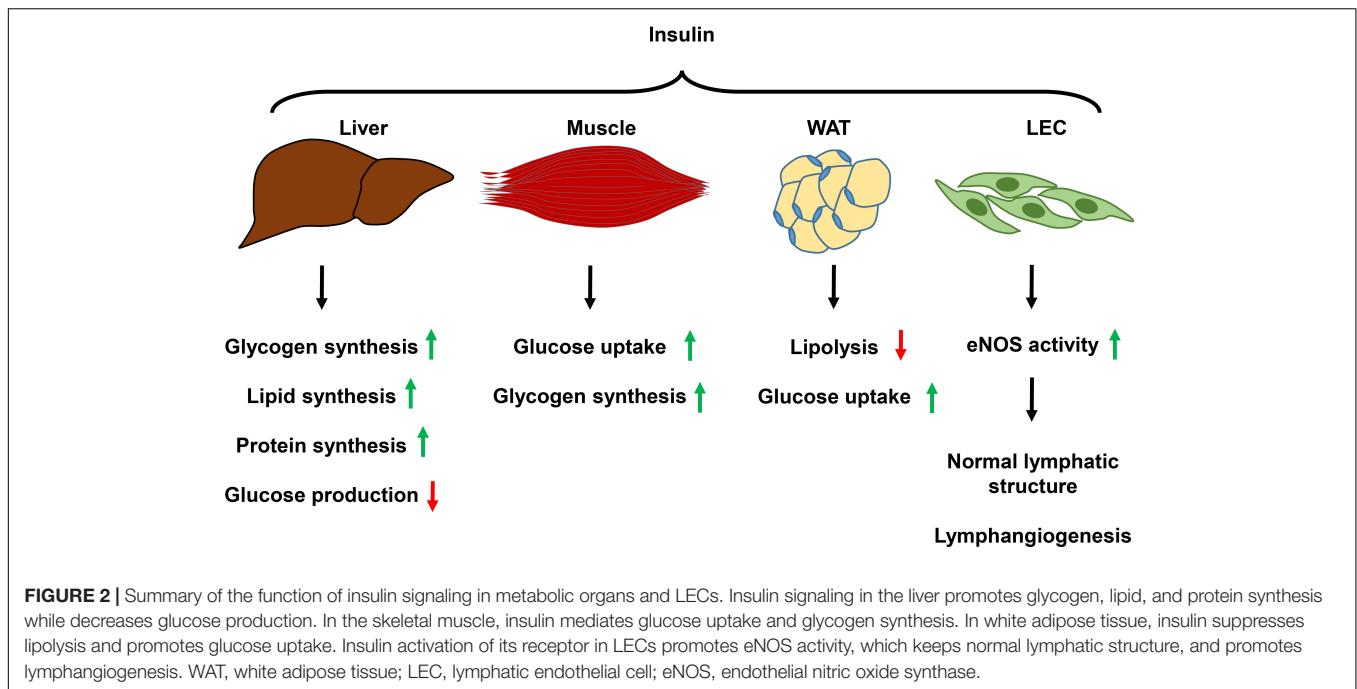 Insulin
Liver
Muscle
WAT
LEC
Glycogen synthesis
Lipid synthesis
Protein synthesis
Glucose production
Glucose uptake
Glycogen synthesis
Lipolysis
Glucose uptake
eNOS activity
Normal lymphatic
structure
Lymphangiogenesis
FIGURE 2 | Summary of the function of insulin signaling in metabolic organs and LECs. Insulin signaling in the liver promotes glycogen, lipid, and protein synthesis
while decreases glucose production. In the skeletal muscle, insulin mediates glucose uptake and glycogen synthesis. In white adipose tissue, insulin suppresses
lipolysis and promotes glucose uptake. Insulin activation of its receptor in LECs promotes eNOS activity, which keeps normal lymphatic structure, and promotes
lymphangiogenesis. WAT, white adipose tissue; LEC, lymphatic endothelial cell; eNOS, endothelial nitric oxide synthase.